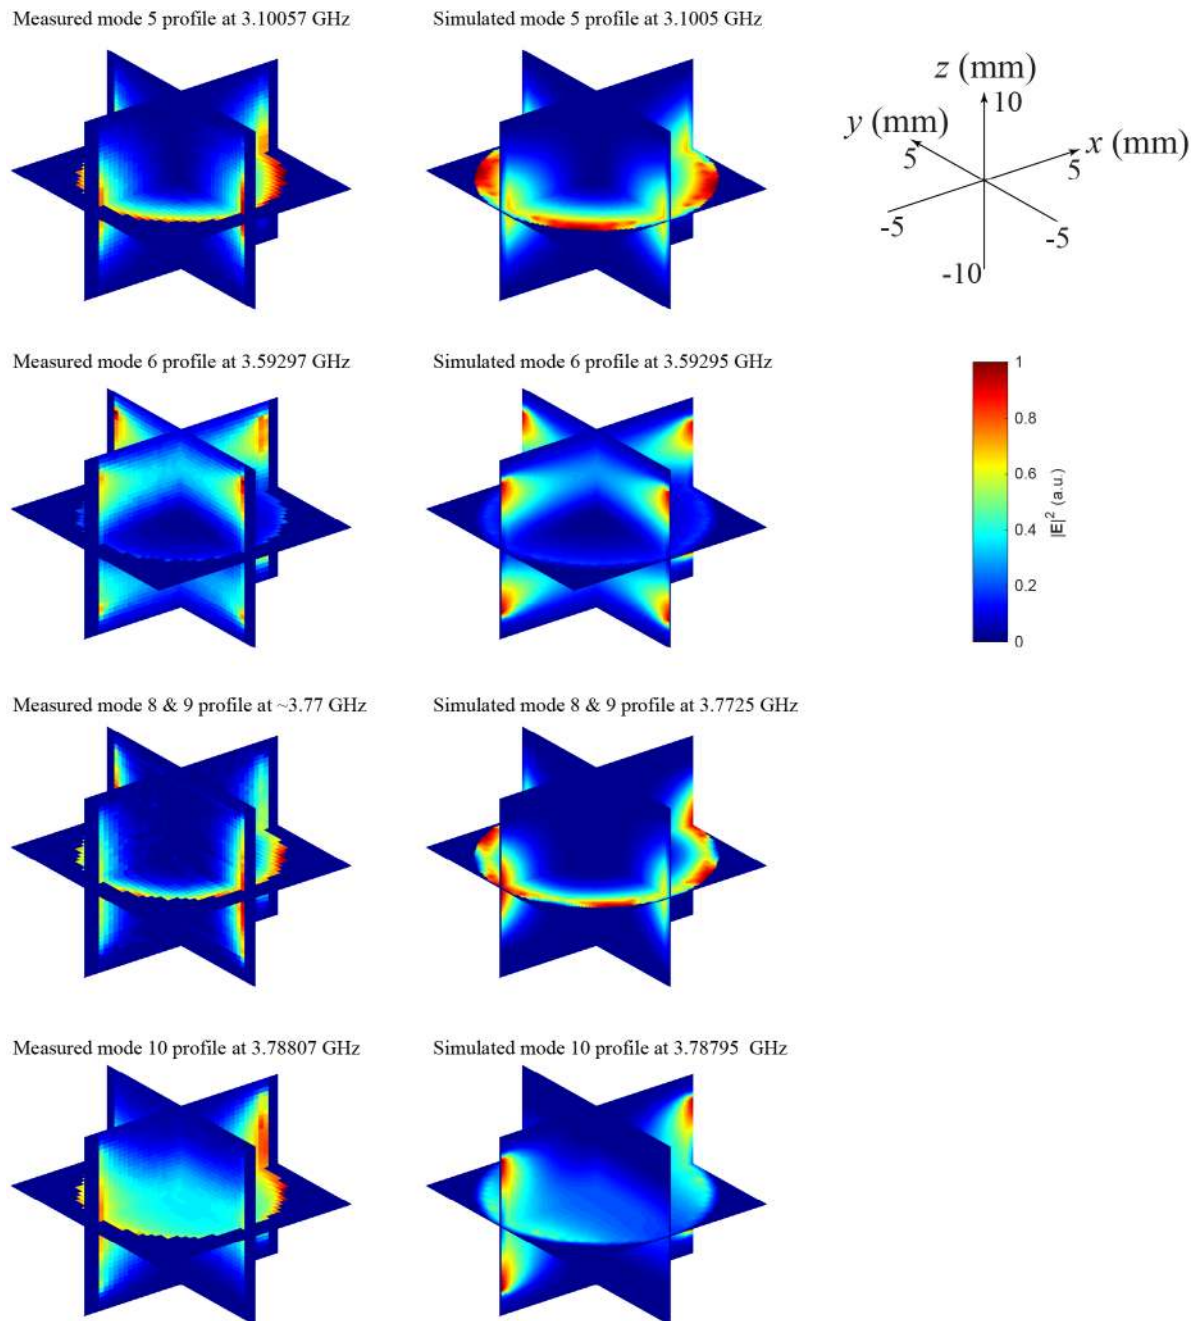 Measured mode 5 profile at 3.10057 GHz
Simulated mode 5 profile at 3.1005 GHz
z (mm)
10
y (mm)
5
x (mm)
5
-5
-5
-10
Measured mode 6 profile at 3.59297 GHz
Simulated mode 6 profile at 3.59295 GHz
1
0.8
0.6
0.4
0.2
0
|E|² (a.u.)
Measured mode 8 & 9 profile at ~3.77 GHz
Simulated mode 8 & 9 profile at 3.7725 GHz
Measured mode 10 profile at 3.78807 GHz
Simulated mode 10 profile at 3.78795 GHz